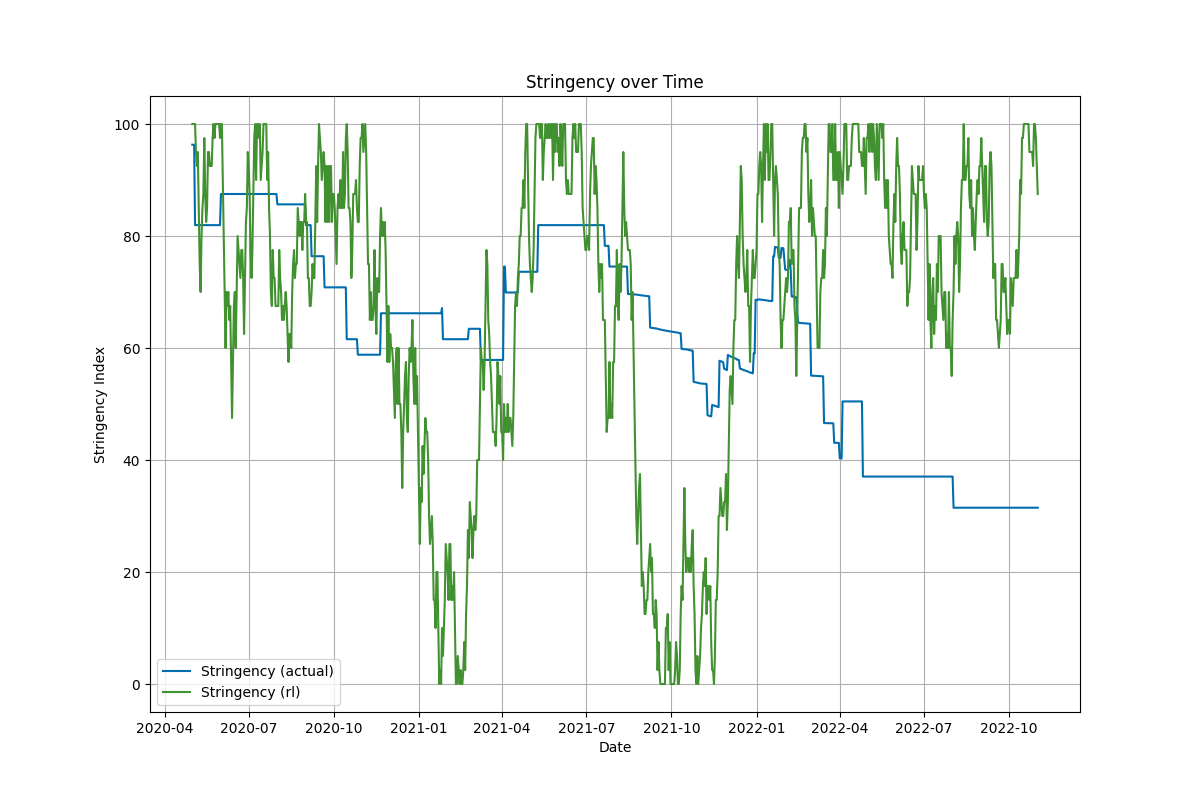 Stringency over Time
Stringency Index
100
80
60
40
20
0
Stringency (actual)
Stringency (rl)
2020-04 2020-07 2020-10 2021-01 2021-04 2021-07 2021-10 2022-01 2022-04 2022-07 2022-10
Date